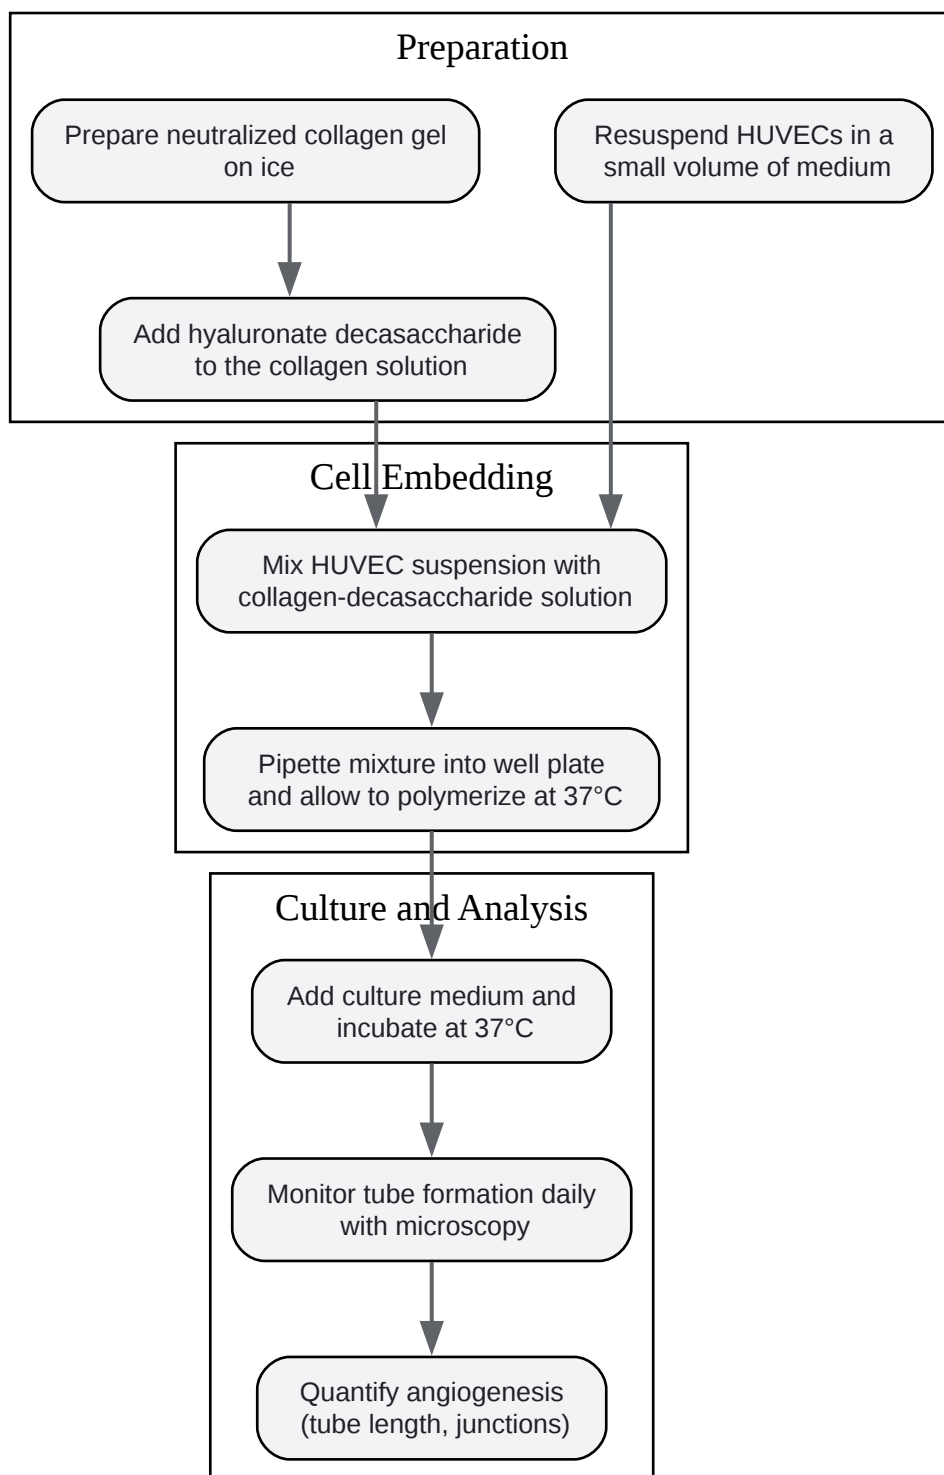 Preparation
Prepare neutralized collagen gel
on ice
Resuspend HUVECs in a
small volume of medium
Add hyaluronate decasaccharide
to the collagen solution
Cell Embedding
Mix HUVEC suspension with
collagen-decasaccharide solution
Pipette mixture into well plate
and allow to polymerize at 37°C
Culture and Analysis
Add culture medium and
incubate at 37°C
Monitor tube formation daily
with microscopy
Quantify angiogenesis
(tube length, junctions)